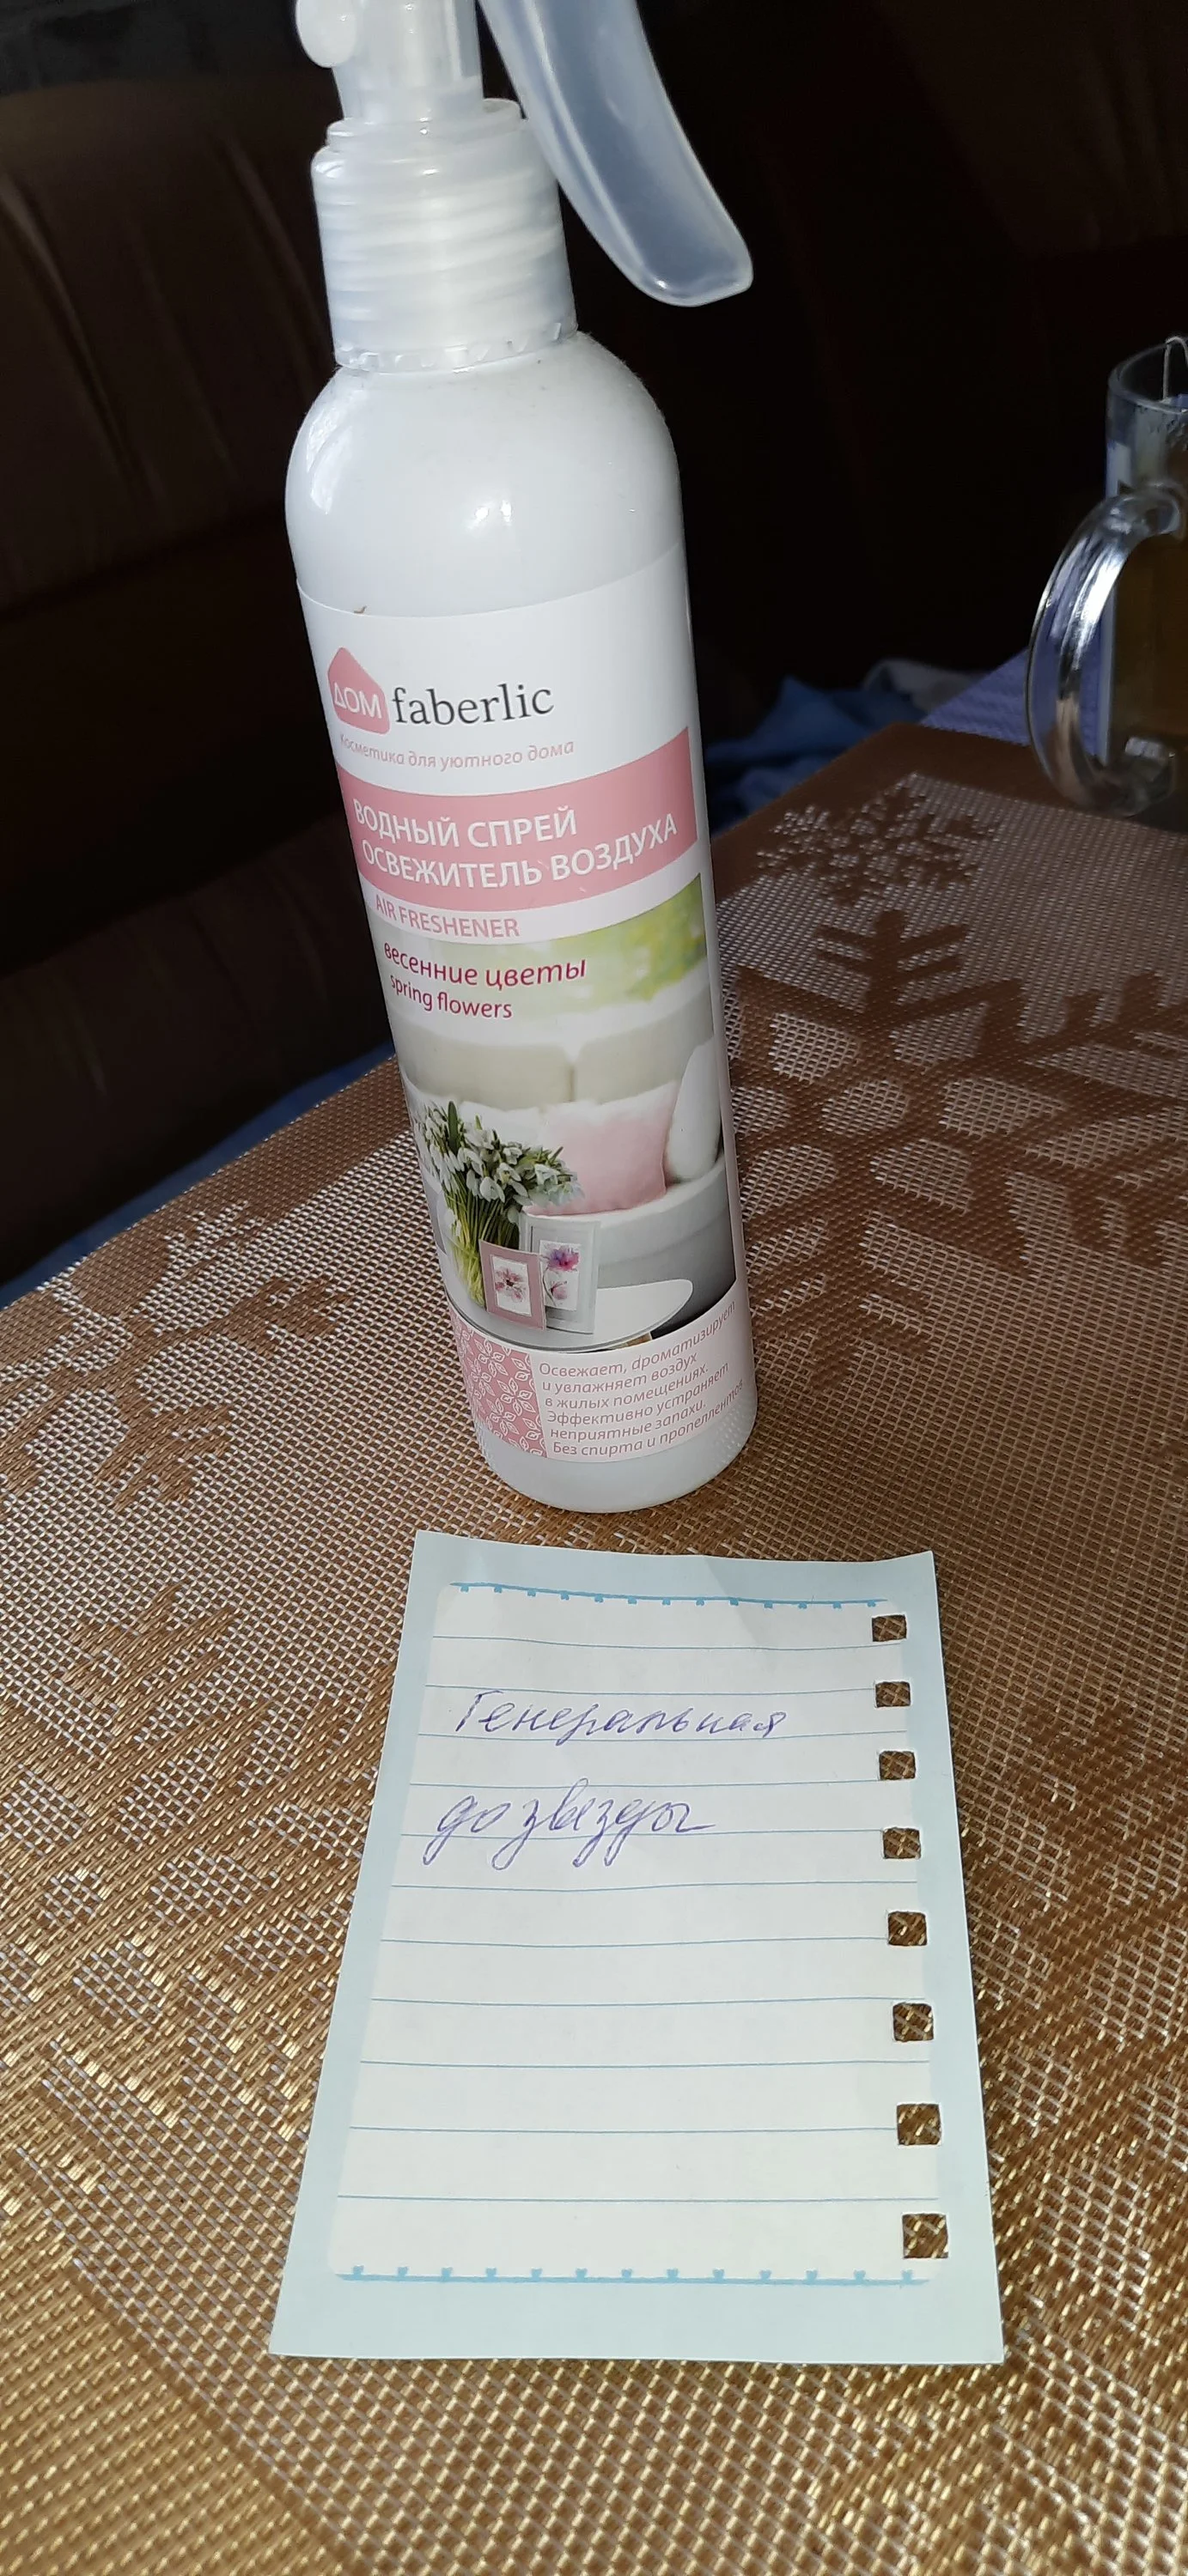 ДОМ faberlic
Косметика для уютного дома
ВОДНЫЙ СПРЕЙ
ОСВЕЖИТЕЛЬ ВОЗДУХА
AIR FRESHENER
весенние цветы
spring flowers
Освежает, ароматизирует
и увлажняет воздух
в жилых помещениях.
Эффективно устраняет
неприятные запахи.
Без спирта и пропеллентов
Генеральная
до звезды